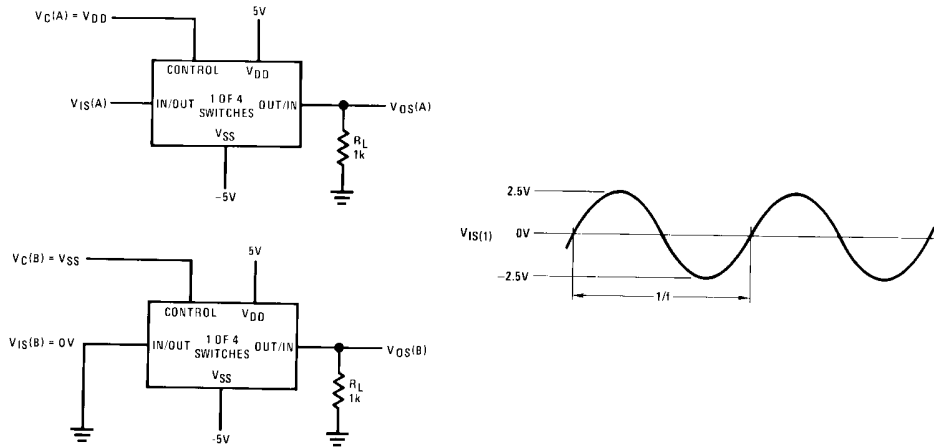 VC(A) = VDD
5V
CONTROL VDD
VIS(A)
IN/OUT 1 OF 4 SWITCHES OUT/IN
VOS(A)
VSS
RL
1k
-5V
VC(B) = VSS
5V
CONTROL VDD
VIS(B) = 0V
IN/OUT 1 OF 4 SWITCHES OUT/IN
VOS(B)
VSS
RL
1k
-5V
2.5V
VIS(1) 0V
-2.5V
1/f